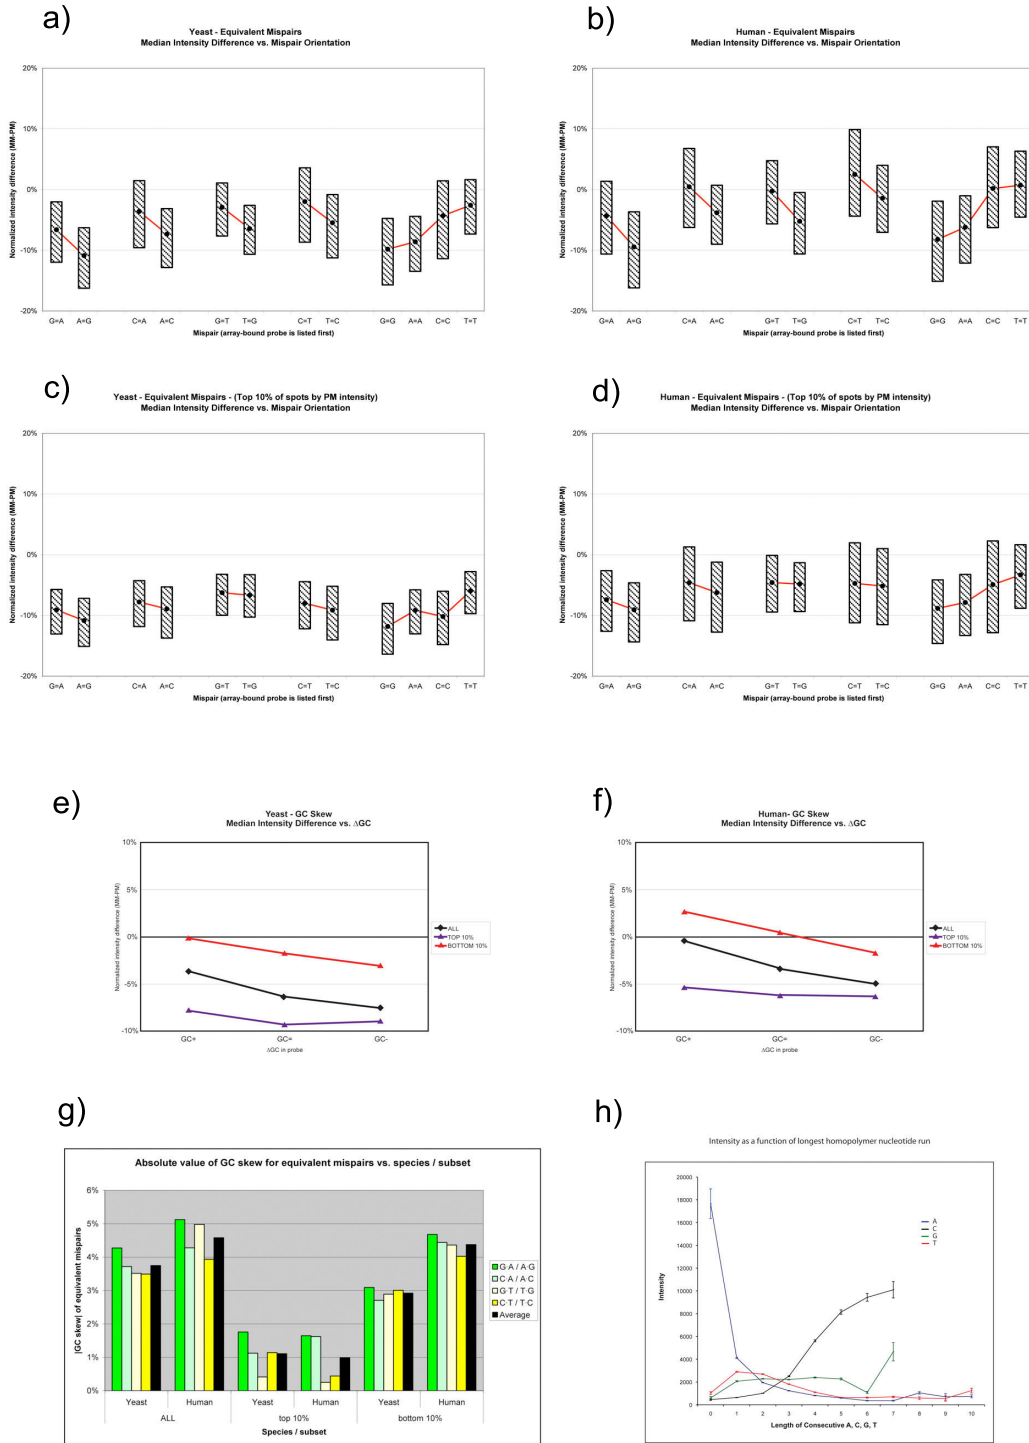 a)
Yeast - Equivalent Mispairs
Median Intensity Difference vs. Mispair Orientation
Normalized intensity difference (MM-PM)
20%
10%
0%
-10%
-20%
G=A A=G C=A A=C G=T T=G C=T T=C G=G A=A C=C T=T
Mispair (array-bound probe is listed first)
b)
Human - Equivalent Mispairs
Median Intensity Difference vs. Mispair Orientation
Normalized intensity difference (MM-PM)
20%
10%
0%
-10%
-20%
G=A A=G C=A A=C G=T T=G C=T T=C G=G A=A C=C T=T
Mispair (array-bound probe is listed first)
c)
Yeast - Equivalent Mispairs - (Top 10% of spots by PM intensity)
Median Intensity Difference vs. Mispair Orientation
Normalized intensity difference (MM-PM)
20%
10%
0%
-10%
-20%
G=A A=G C=A A=C G=T T=G C=T T=C G=G A=A C=C T=T
Mispair (array-bound probe is listed first)
d)
Human - Equivalent Mispairs - (Top 10% of spots by PM intensity)
Median Intensity Difference vs. Mispair Orientation
Normalized intensity difference (MM-PM)
20%
10%
0%
-10%
-20%
G=A A=G C=A A=C G=T T=G C=T T=C G=G A=A C=C T=T
Mispair (array-bound probe is listed first)
e)
Yeast - GC Skew
Median Intensity Difference vs. ΔGC
Normalized intensity difference (MM-PM)
10%
5%
0%
-5%
-10%
GC+ GC= GC-
ΔGC in probe
ALL
TOP 10%
BOTTOM 10%
f)
Human- GC Skew
Median Intensity Difference vs. ΔGC
Normalized intensity difference (MM-PM)
10%
5%
0%
-5%
-10%
GC+ GC= GC-
ΔGC in probe
ALL
TOP 10%
BOTTOM 10%
g)
Absolute value of GC skew for equivalent mispairs vs. species / subset
|GC skew| of equivalent mispairs
6%
5%
4%
3%
2%
1%
0%
Yeast Human Yeast Human Yeast Human
ALL top 10% bottom 10%
Species / subset
G·A / A·G
C·A / A·C
G·T / T·G
C·T / T·C
Average
h)
Intensity as a function of longest homopolymer nucleotide run
Intensity
20000
18000
16000
14000
12000
10000
8000
6000
4000
2000
0
0 1 2 3 4 5 6 7 8 9 10
Length of Consecutive A, C, G, T
A
C
G
T